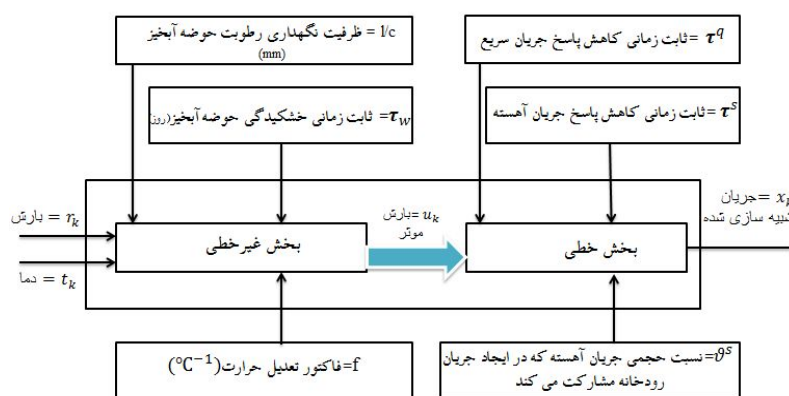 1/c = ظرفیت نگهداری رطوبت حوضه آبخیز
(mm)
τ^q =ثابت زمانی کاهش پاسخ جریان سریع
τ_w =ثابت زمانی خشکیدگی حوضه آبخیز(روز)
τ^s =ثابت زمانی کاهش پاسخ جریان آهسته
r_k = بارش
t_k = دما
بخش غیرخطی
u_k =بارش
موثر
بخش خطی
=جریان
شبیه سازی شده
f=فاکتور تعدیل حرارت(°C⁻¹)
ϑ^s=نسبت حجمی جریان آهسته که در ایجاد جریان
رودخانه مشارکت می کند